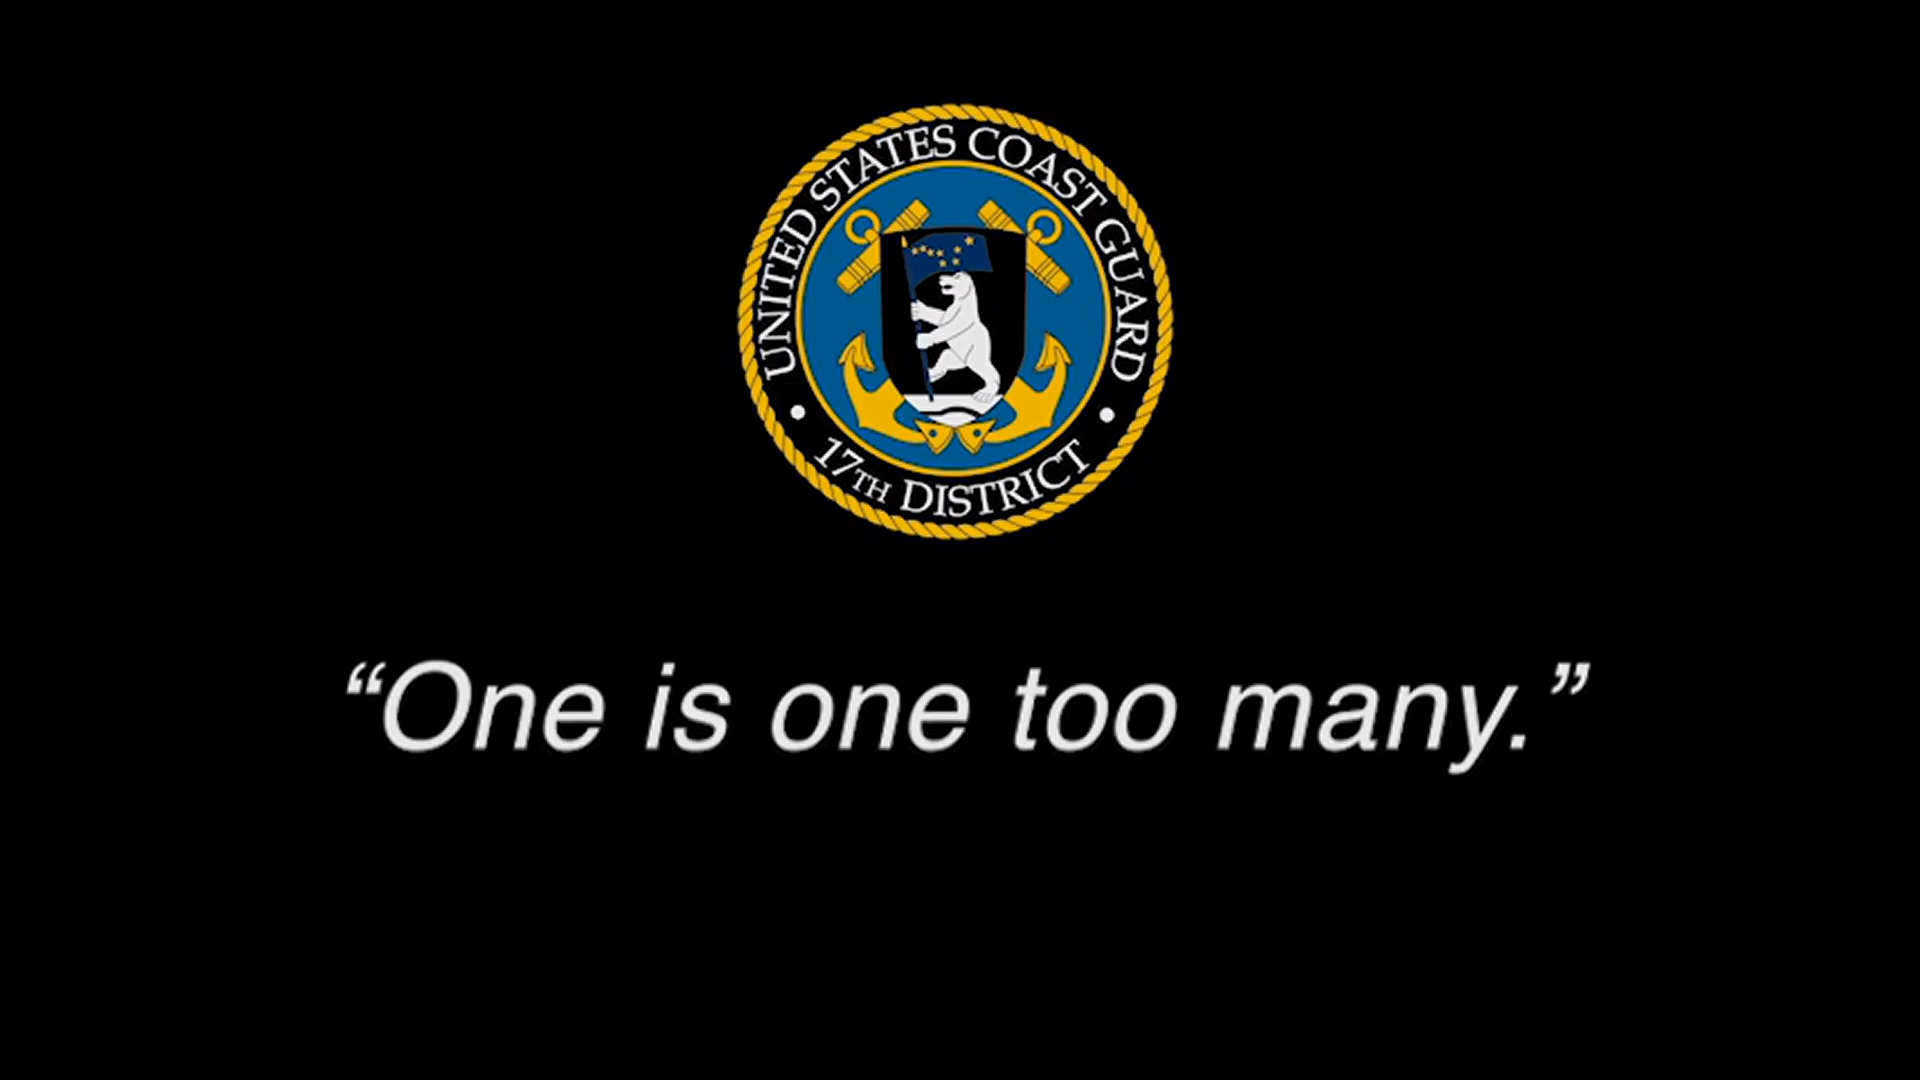 UNITED STATES COAST GUARD
17TH DISTRICT
“One is one too many.”